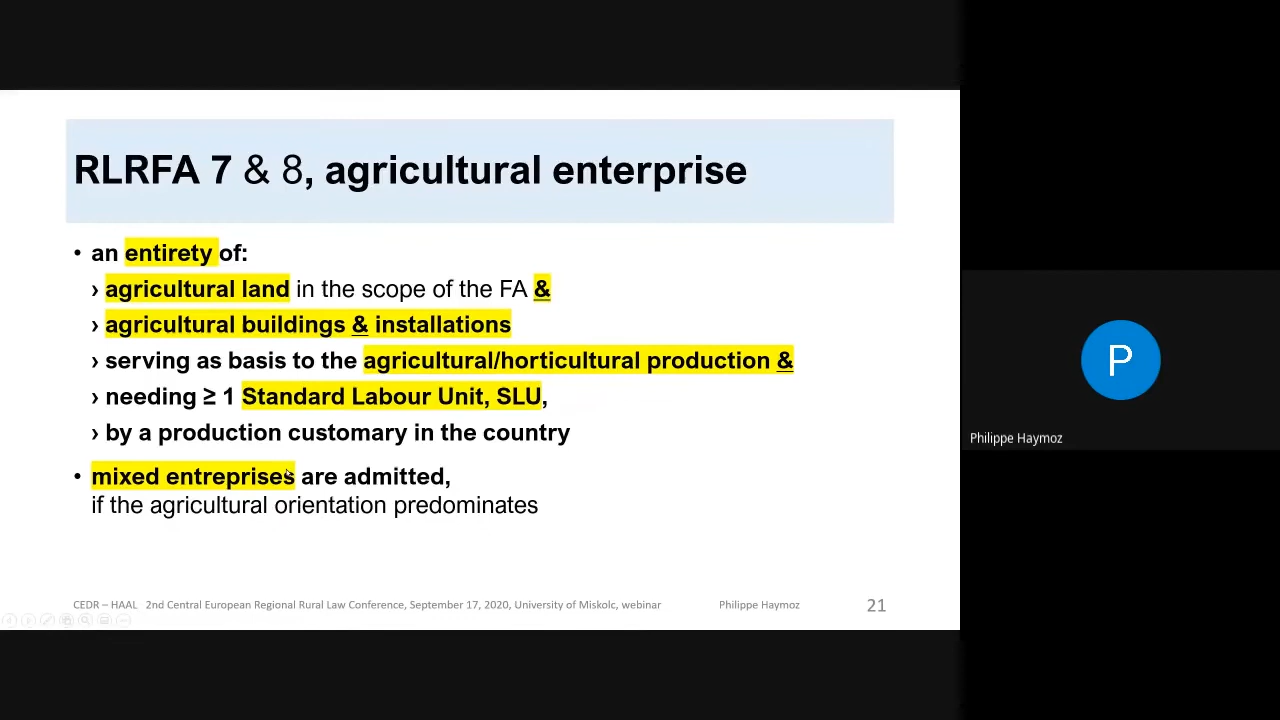 RLRFA 7 & 8, agricultural enterprise
• an entirety of:
› agricultural land in the scope of the FA &
› agricultural buildings & installations
› serving as basis to the agricultural/horticultural production &
› needing ≥ 1 Standard Labour Unit, SLU,
› by a production customary in the country
• mixed entreprises are admitted,
if the agricultural orientation predominates
CEDR – HAAL 2nd Central European Regional Rural Law Conference, September 17, 2020, University of Miskolc, webinar Philippe Haymoz 21
P
Philippe Haymoz